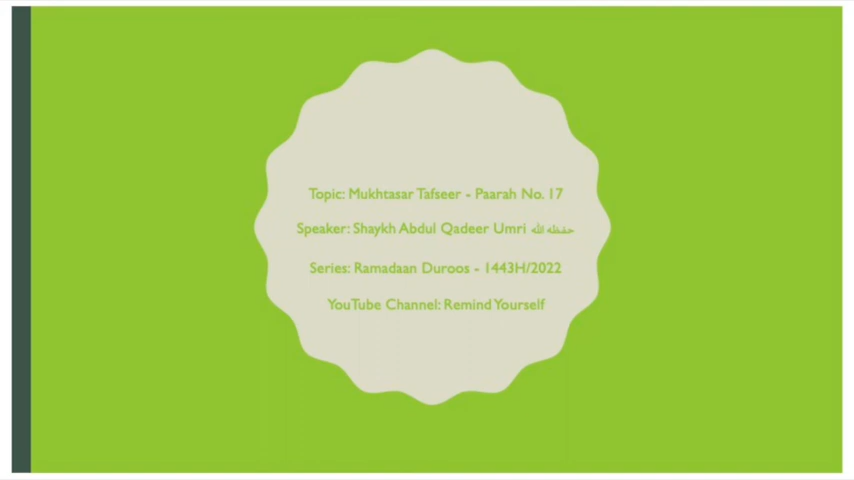 Topic: Mukhtasar Tafseer - Paarah No. 17
Speaker: Shaykh Abdul Qadeer Umri حفظه الله
Series: Ramadaan Duroos - 1443H/2022
YouTube Channel: Remind Yourself